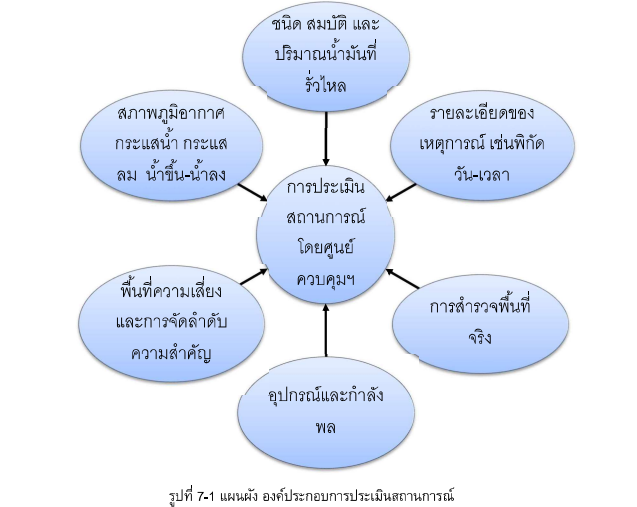 ชนิด สมบัติ และ
ปริมาณน้ำมันที่
รั่วไหล
สภาพภูมิอากาศ
กระแสน้ำ กระแส
ลม น้ำขึ้น-น้ำลง
รายละเอียดของ
เหตุการณ์ เช่นพิกัด
วัน-เวลา
การประเมิน
สถานการณ์
โดยศูนย์
ควบคุมฯ
พื้นที่ความเสี่ยง
และการจัดลำดับ
ความสำคัญ
การสำรวจพื้นที่
จริง
อุปกรณ์และกำลัง
พล
รูปที่ 7-1 แผนผัง องค์ประกอบการประเมินสถานการณ์